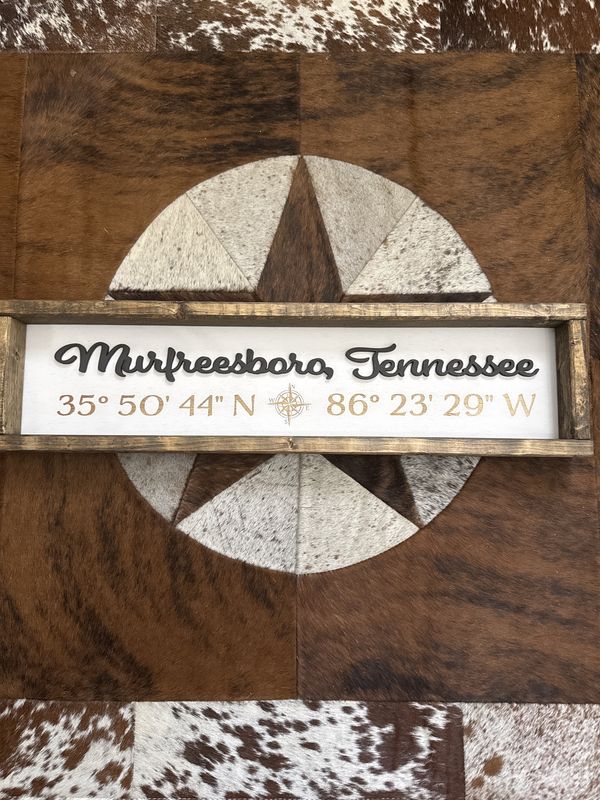 Murfreesboro, Tennessee
35° 50' 44" N W N E S 86° 23' 29" W